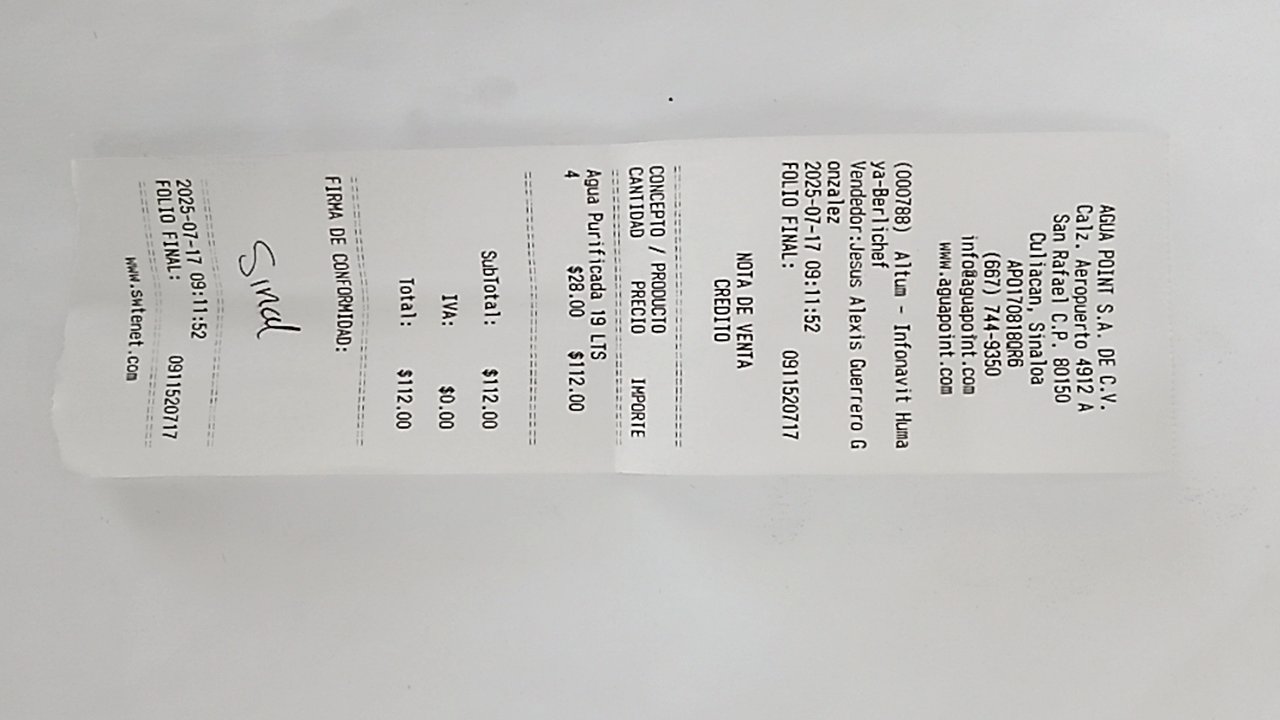 AGUA POINT S.A. DE C.V.
Calz. Aeropuerto 4912 A
San Rafael C.P. 80150
Culiacan, Sinaloa
APO170818QR6
(667) 744-9350
info@aguapoint.com
www.aguapoint.com
(000788) Altum - Infonavit Huma
ya-Berlichef
Vendedor:Jesus Alexis Guerrero G
onzalez
2025-07-17 09:11:52
FOLIO FINAL: 0911520717
NOTA DE VENTA
CREDITO
CONCEPTO / PRODUCTO
CANTIDAD PRECIO IMPORTE
Agua Purificada 19 LTS
4 $28.00 $112.00
SubTotal: $112.00
IVA: $0.00
Total: $112.00
FIRMA DE CONFORMIDAD:
Sinal
2025-07-17 09:11:52
FOLIO FINAL: 0911520717
www.swtenet.com